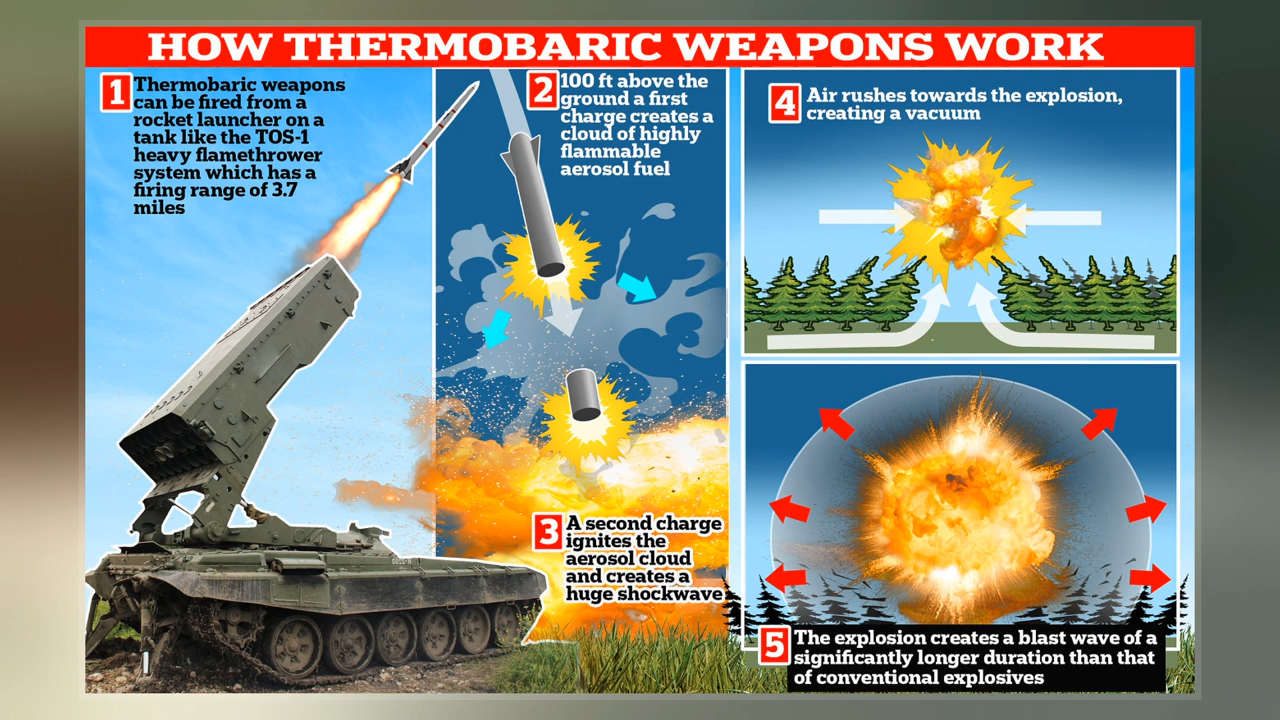 HOW THERMOBARIC WEAPONS WORK
1
Thermobaric weapons
can be fired from a
rocket launcher on a
tank like the TOS-1
heavy flamethrower
system which has a
firing range of 3.7
miles
2
100 ft above the
ground a first
charge creates a
cloud of highly
flammable
aerosol fuel
3
A second charge
ignites the
aerosol cloud
and creates a
huge shockwave
4
Air rushes towards the explosion,
creating a vacuum
5
The explosion creates a blast wave of a
significantly longer duration than that
of conventional explosives